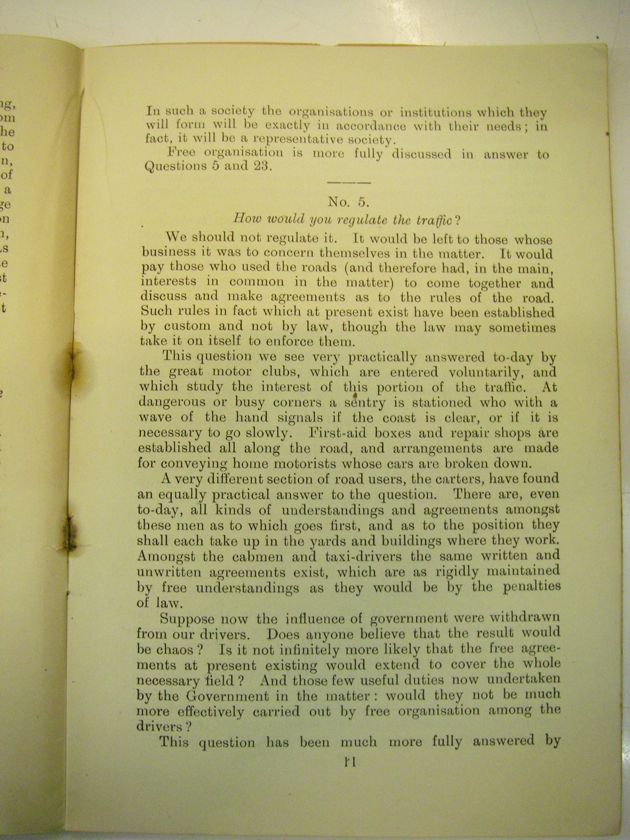 In such a society the organisations or institutions which they
will form will be exactly in accordance with their needs; in
fact, it will be a representative society.
Free organisation is more fully discussed in answer to
Questions 5 and 23.
No. 5.
How would you regulate the traffic?
We should not regulate it. It would be left to those whose
business it was to concern themselves in the matter. It would
pay those who used the roads (and therefore had, in the main,
interests in common in the matter) to come together and
discuss and make agreements as to the rules of the road.
Such rules in fact which at present exist have been established
by custom and not by law, though the law may sometimes
take it on itself to enforce them.
This question we see very practically answered to-day by
the great motor clubs, which are entered voluntarily, and
which study the interest of this portion of the traffic. At
dangerous or busy corners a sentry is stationed who with a
wave of the hand signals if the coast is clear, or if it is
necessary to go slowly. First-aid boxes and repair shops are
established all along the road, and arrangements are made
for conveying home motorists whose cars are broken down.
A very different section of road users, the carters, have found
an equally practical answer to the question. There are, even
to-day, all kinds of understandings and agreements amongst
these men as to which goes first, and as to the position they
shall each take up in the yards and buildings where they work.
Amongst the cabmen and taxi-drivers the same written and
unwritten agreements exist, which are as rigidly maintained
by free understandings as they would be by the penalties
of law.
Suppose now the influence of government were withdrawn
from our drivers. Does anyone believe that the result would
be chaos? Is it not infinitely more likely that the free agree-
ments at present existing would extend to cover the whole
necessary field? And those few useful duties now undertaken
by the Government in the matter: would they not be much
more effectively carried out by free organisation among the
drivers?
This question has been much more fully answered by
11